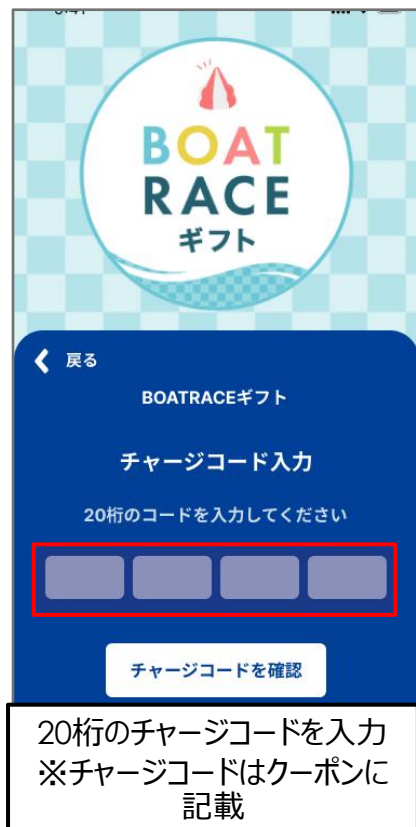 BOAT
RACE
ギフト
戻る
BOATRACEギフト
チャージコード入力
20桁のコードを入力してください
チャージコードを確認
20桁のチャージコードを入力
※チャージコードはクーポンに
記載